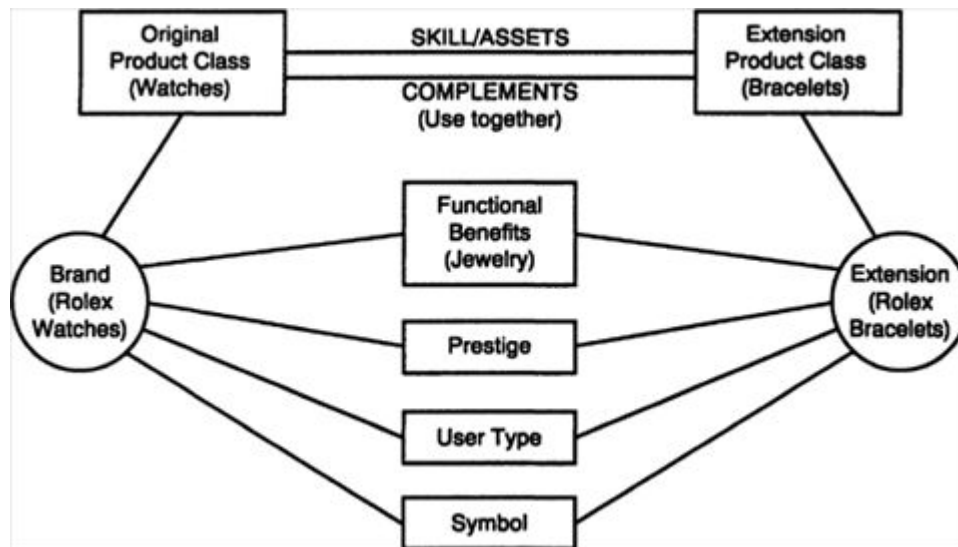 Original
Product Class
(Watches)
SKILL/ASSETS
COMPLEMENTS
(Use together)
Extension
Product Class
(Bracelets)
Functional
Benefits
(Jewelry)
Brand
(Rolex
Watches)
Extension
(Rolex
Bracelets)
Prestige
User Type
Symbol